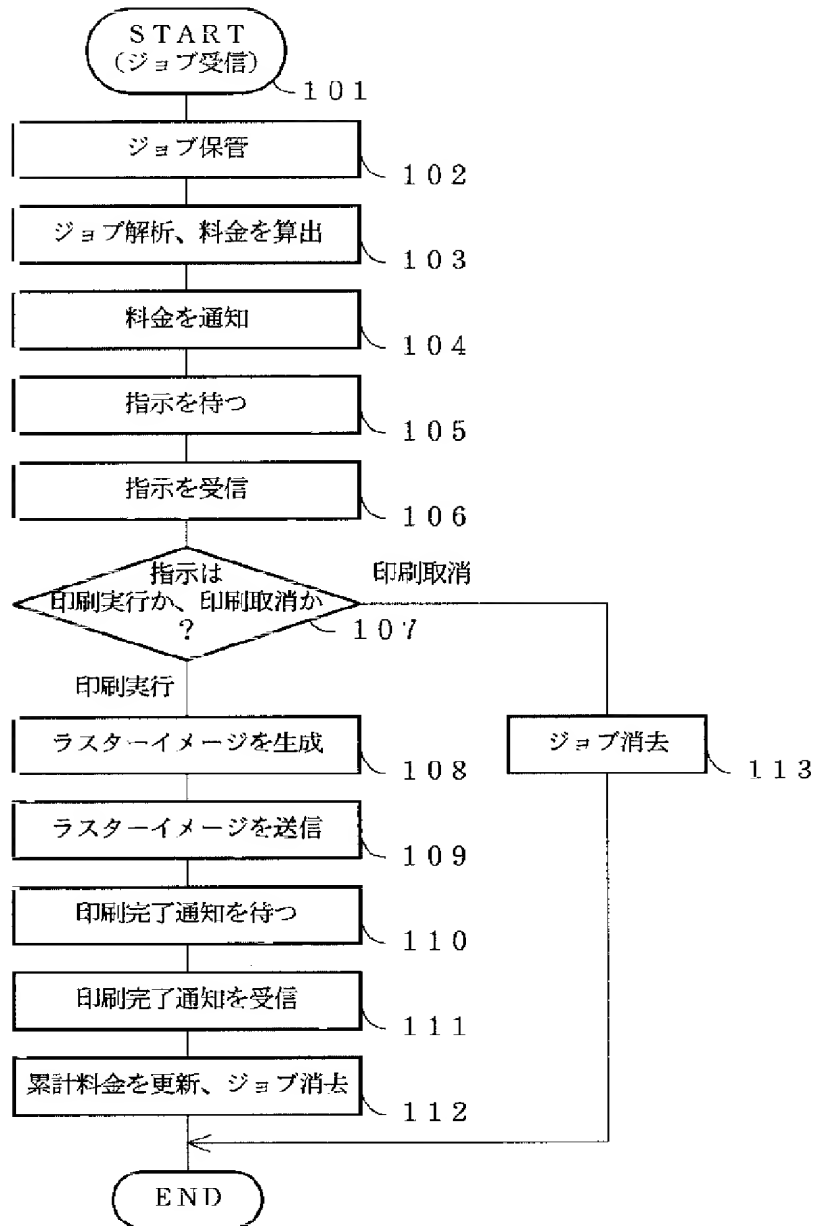 START
(ジョブ受信)
101
ジョブ保管
102
ジョブ解析、料金を算出
103
料金を通知
104
指示を待つ
105
指示を受信
106
指示は
印刷実行か、印刷取消か
?
107
印刷取消
印刷実行
ラスターイメージを生成
108
ジョブ消去
113
ラスターイメージを送信
109
印刷完了通知を待つ
110
印刷完了通知を受信
111
累計料金を更新、ジョブ消去
112
END